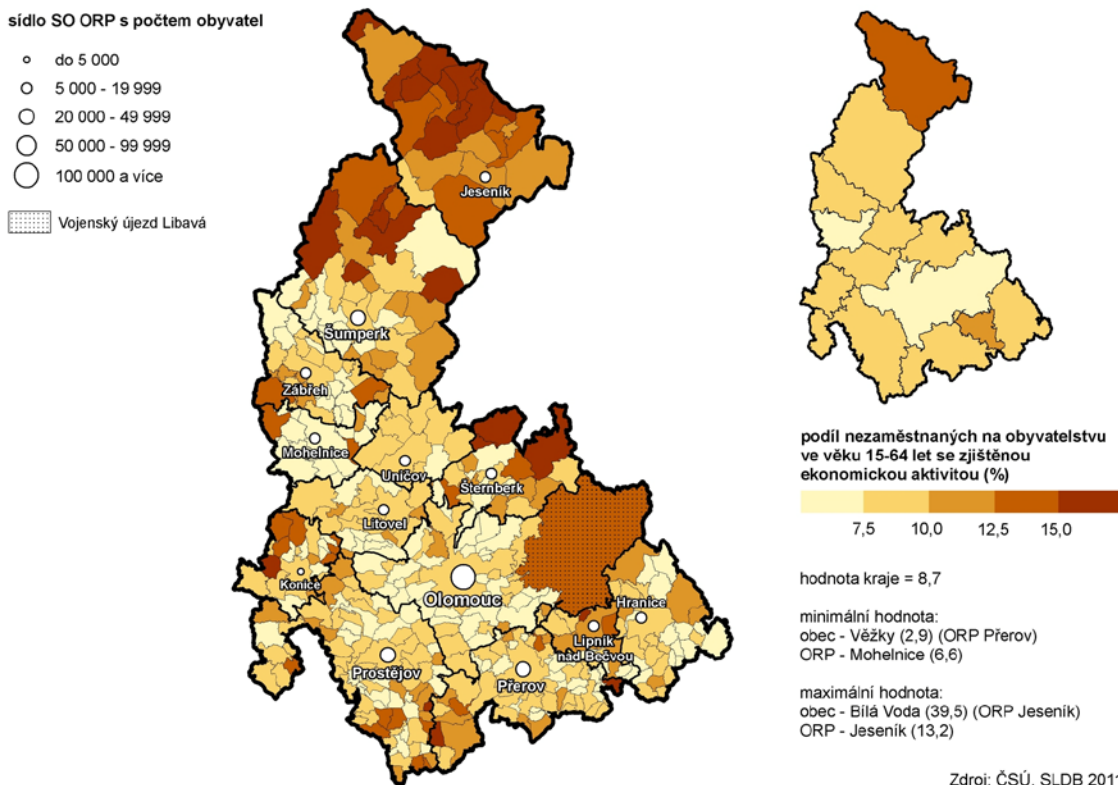 sídlo SO ORP s počtem obyvatel
do 5 000
5 000 - 19 999
20 000 - 49 999
50 000 - 99 999
100 000 a více
Vojenský újezd Libavá
Jeseník
Šumperk
Zábřeh
Mohelnice
Uničov
Šternberk
Litovel
Konice
Olomouc
Hranice
Lipník
nad Bečvou
Prostějov
Přerov
podíl nezaměstnaných na obyvatelstvu
ve věku 15-64 let se zjištěnou
ekonomickou aktivitou (%)
7,5 10,0 12,5 15,0
hodnota kraje = 8,7
minimální hodnota:
obec - Věžky (2,9) (ORP Přerov)
ORP - Mohelnice (6,6)
maximální hodnota:
obec - Bílá Voda (39,5) (ORP Jeseník)
ORP - Jeseník (13,2)
Zdroj: ČSÚ, SLDB 2011